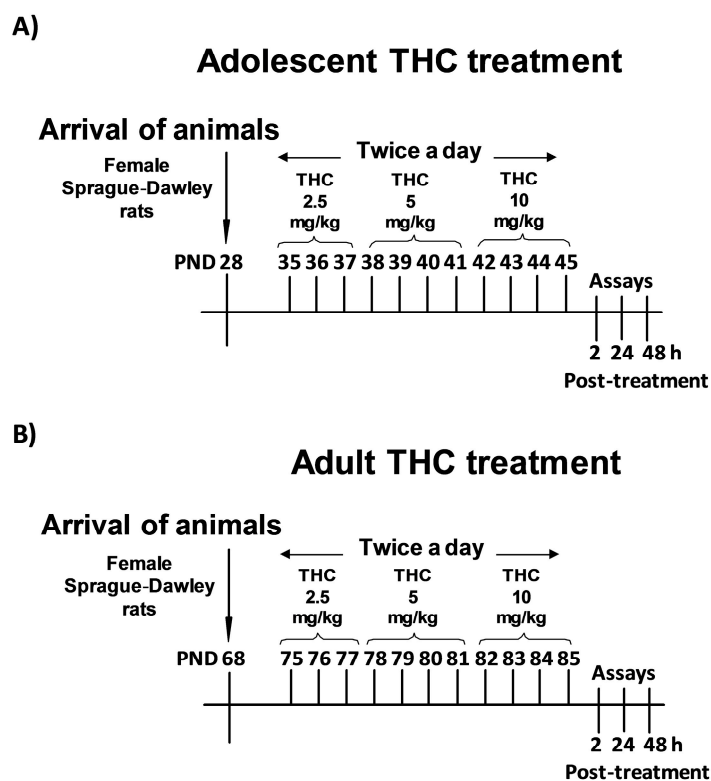 A)
Adolescent THC treatment
Arrival of animals
Female
Sprague-Dawley
rats
Twice a day
THC
2.5
mg/kg
THC
5
mg/kg
THC
10
mg/kg
PND 28 35 36 37 38 39 40 41 42 43 44 45
Assays
2 24 48 h
Post-treatment
B)
Adult THC treatment
Arrival of animals
Female
Sprague-Dawley
rats
Twice a day
THC
2.5
mg/kg
THC
5
mg/kg
THC
10
mg/kg
PND 68 75 76 77 78 79 80 81 82 83 84 85
Assays
2 24 48 h
Post-treatment